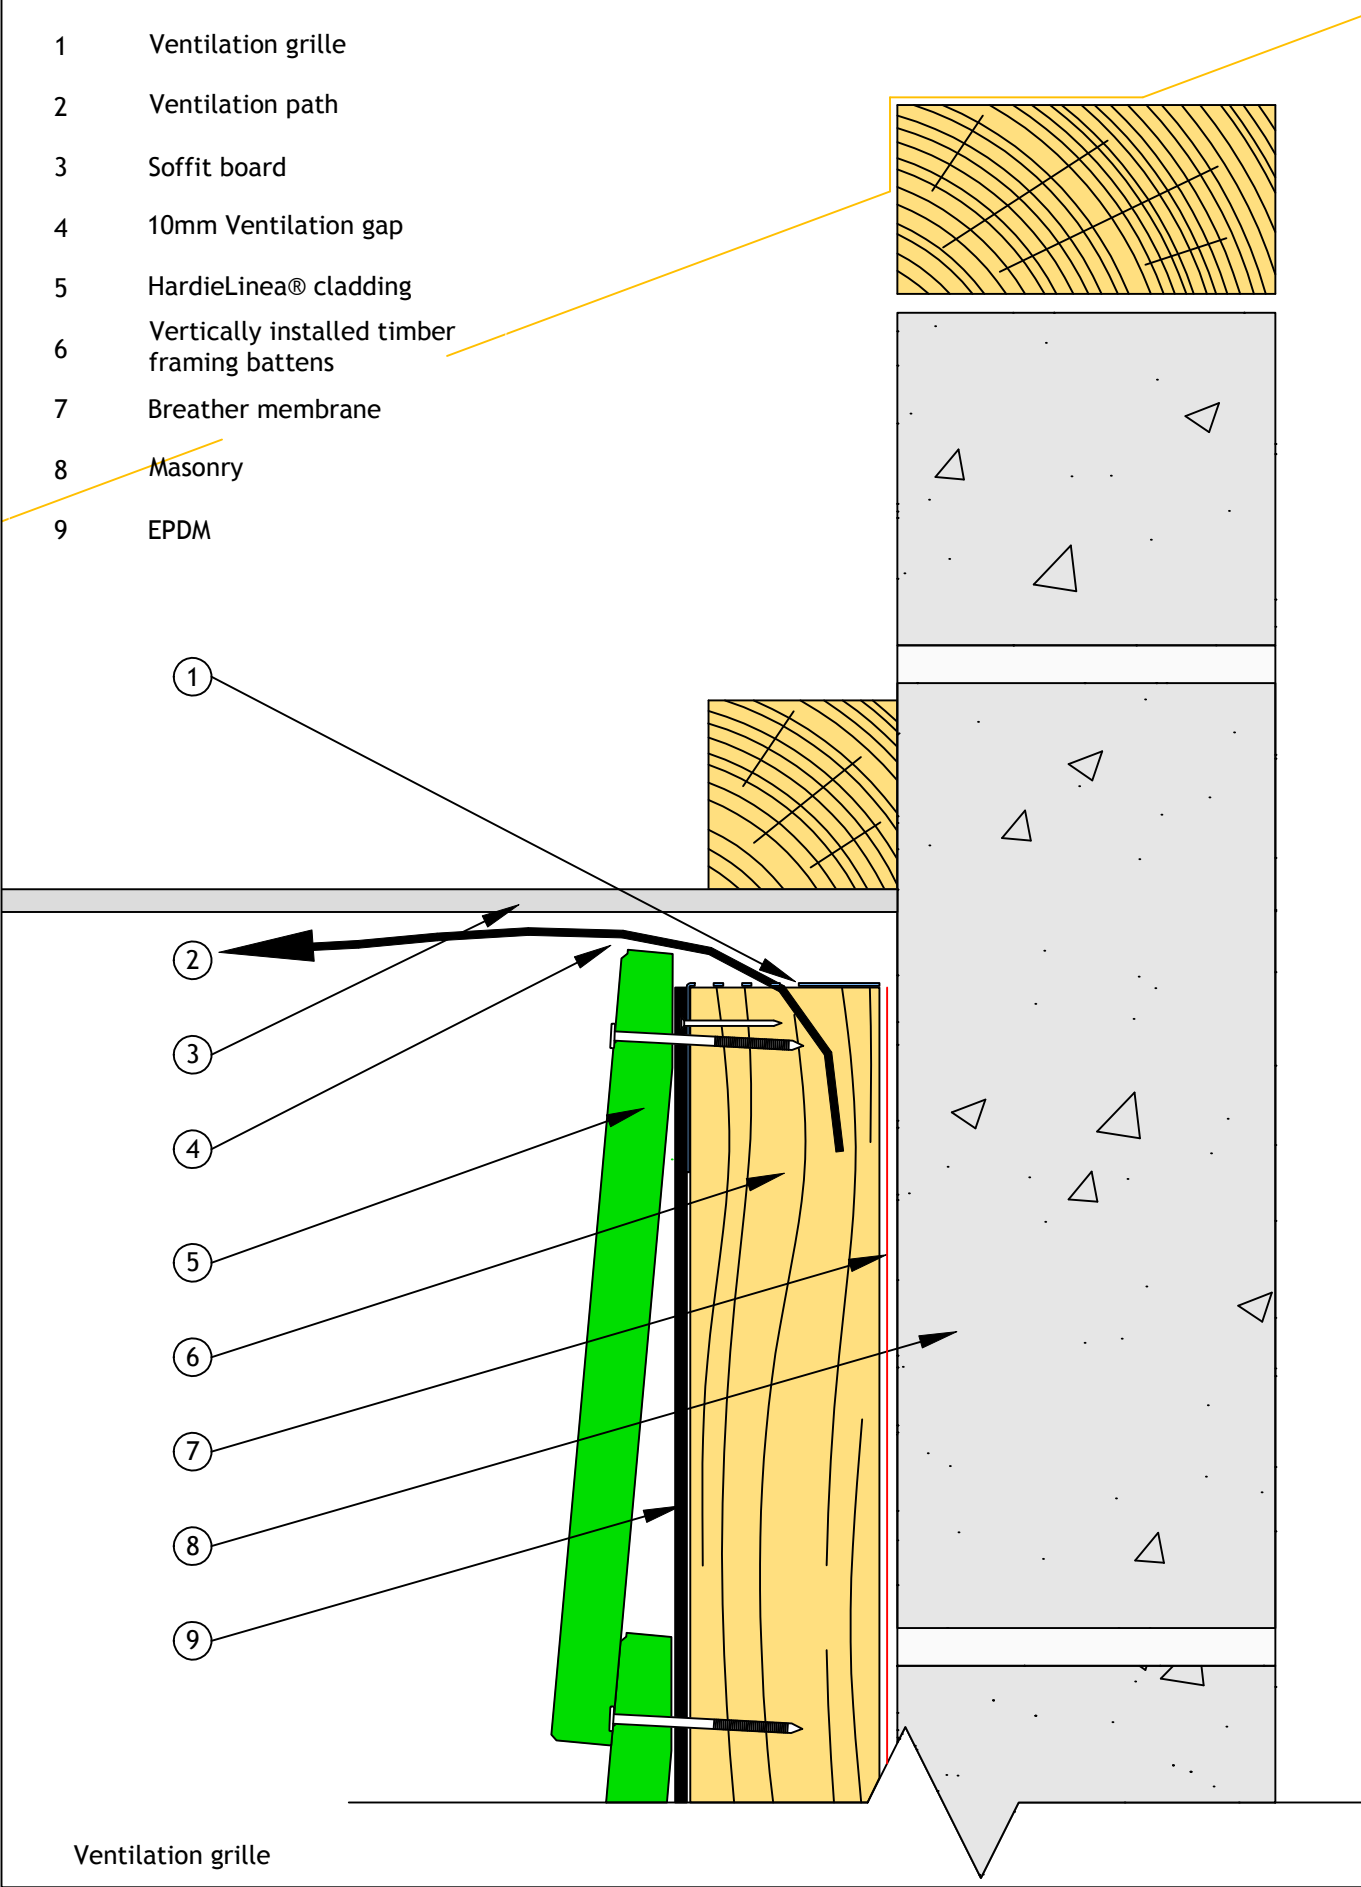 1 Ventilation grille
2 Ventilation path
3 Soffit board
4 10mm Ventilation gap
5 HardieLinea® cladding
6 Vertically installed timber
framing battens
7 Breather membrane
8 Masonry
9 EPDM
1
2
3
4
5
6
7
8
9
Ventilation grille